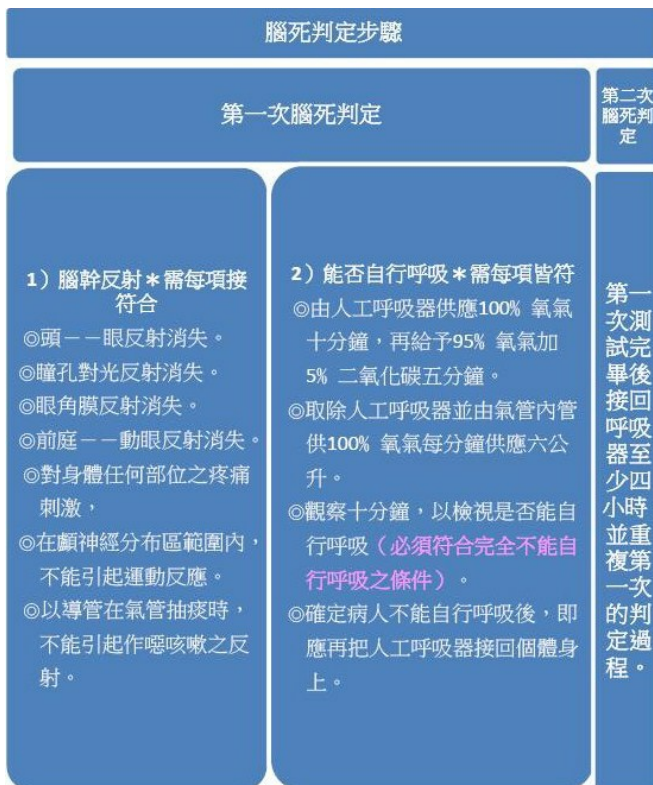 腦死判定步驟
第一次腦死判定
第二次
腦死判
定
1）腦幹反射＊需每項接
符合
◎頭－－眼反射消失。
◎瞳孔對光反射消失。
◎眼角膜反射消失。
◎前庭－－動眼反射消失。
◎對身體任何部位之疼痛
刺激，
◎在顱神經分布區範圍內，
不能引起運動反應。
◎以導管在氣管抽痰時，
不能引起作噁咳嗽之反
射。
2）能否自行呼吸＊需每項皆符
◎由人工呼吸器供應100% 氧氣
十分鐘，再給予95% 氧氣加
5% 二氧化碳五分鐘。
◎取除人工呼吸器並由氣管內管
供100% 氧氣每分鐘供應六公
升。
◎觀察十分鐘，以檢視是否能自
行呼吸（必須符合完全不能自
行呼吸之條件）。
◎確定病人不能自行呼吸後，即
應再把人工呼吸器接回個體身
上。
第一
次測
試完
畢後
接回
呼吸
器至
少四
小時
並重
複第
一次
的判
定過
程。